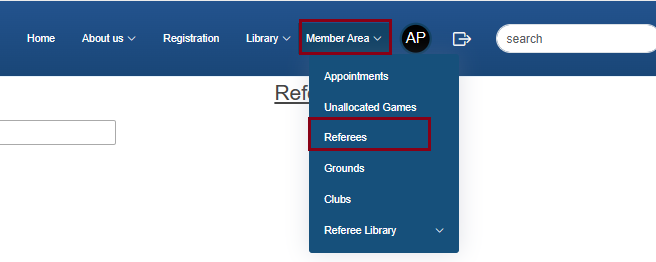 Home About us Registration Library Member Area AP search
Appointments
Unallocated Games
Referees
Grounds
Clubs
Referee Library